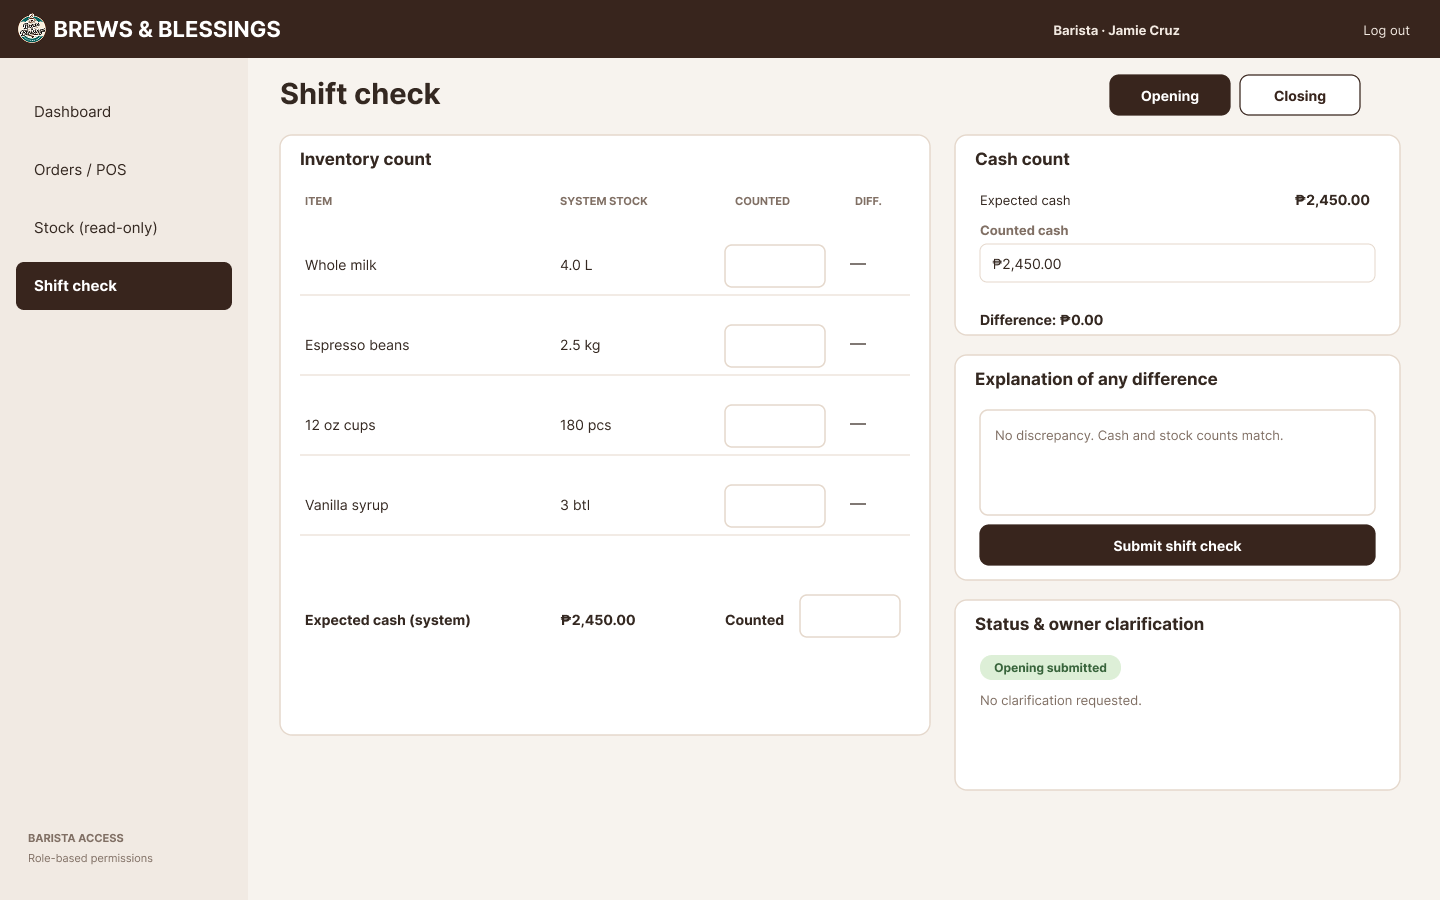 BREWS & BLESSINGS
Barista · Jamie Cruz
Log out
Dashboard
Orders / POS
Stock (read-only)
Shift check
BARISTA ACCESS
Role-based permissions
Shift check
Opening
Closing
Inventory count
ITEM SYSTEM STOCK COUNTED DIFF.
Whole milk 4.0 L —
Espresso beans 2.5 kg —
12 oz cups 180 pcs —
Vanilla syrup 3 btl —
Expected cash (system) ₱2,450.00 Counted
Cash count
Expected cash ₱2,450.00
Counted cash
₱2,450.00
Difference: ₱0.00
Explanation of any difference
No discrepancy. Cash and stock counts match.
Submit shift check
Status & owner clarification
Opening submitted
No clarification requested.